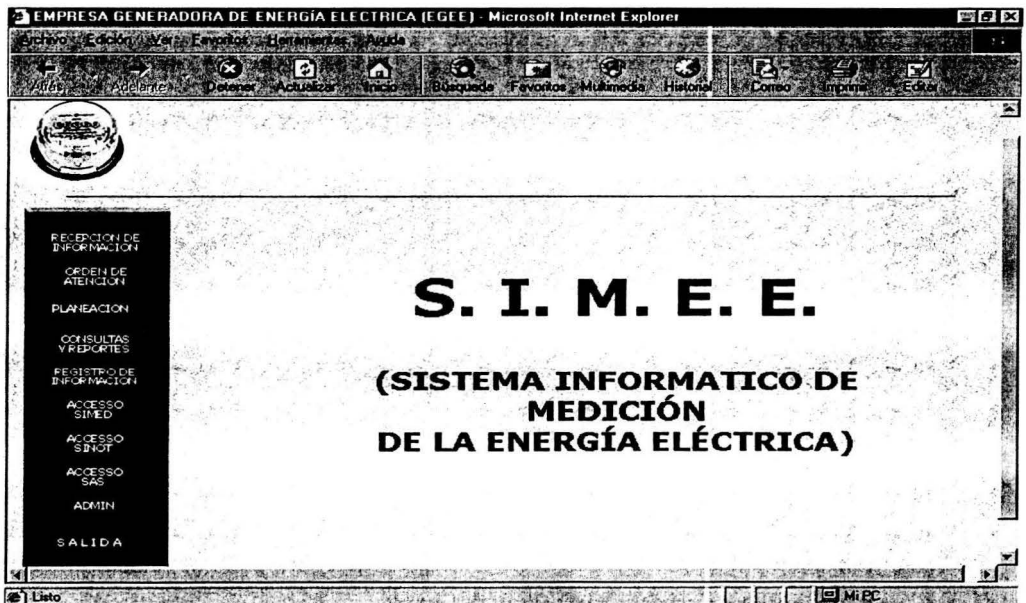 EMPRESA GENERADORA DE ENERGÍA ELECTRICA (EGEE) - Microsoft Internet Explorer
Archivo Edición Ver Favoritos Herramientas Ayuda
Atrás Adelante Detener Actualizar Inicio Búsqueda Favoritos Multimedia Historial Correo Imprimir Editar
RECEPCION DE
INFORMACION
ORDEN DE
ATENCION
PLANEACION
CONSULTAS
Y REPORTES
REGISTRO DE
INFORMACION
ACCESSO
SIMED
ACCESSO
SINOT
ACCESSO
SAS
ADMIN
S A L I D A
S. I. M. E. E.
(SISTEMA INFORMATICO DE
MEDICIÓN
DE LA ENERGÍA ELÉCTRICA)
Listo
Mi PC